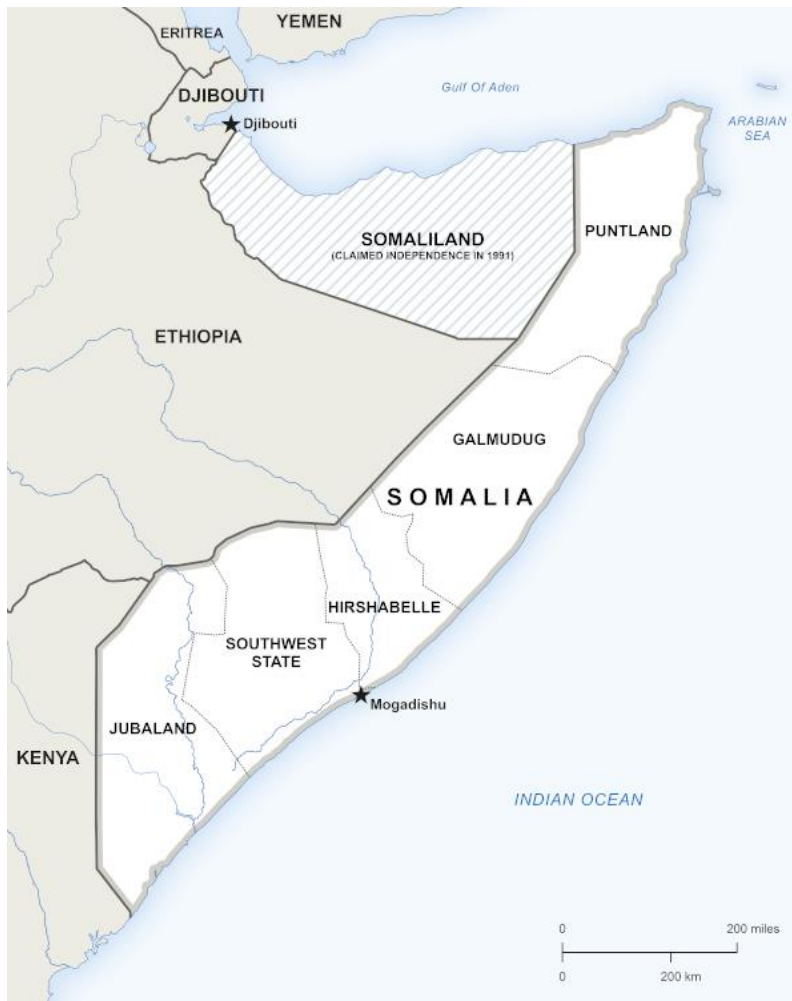 YEMEN
ERITREA
Gulf Of Aden
DJIBOUTI
Djibouti
ARABIAN
SEA
PUNTLAND
SOMALILAND
(CLAIMED INDEPENDENCE IN 1991)
ETHIOPIA
GALMUDUG
SOMALIA
HIRSHABELLE
SOUTHWEST
STATE
Mogadishu
JUBALAND
KENYA
INDIAN OCEAN
0 200 miles
0 200 km